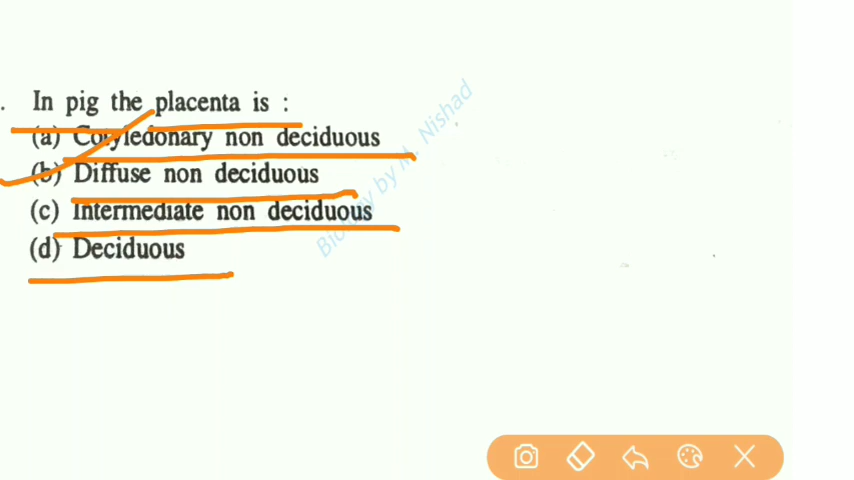 . In pig the placenta is :
(a) Cotyledonary non deciduous
(b) Diffuse non deciduous
(c) Intermediate non deciduous
(d) Deciduous
Biology by M. Nishad